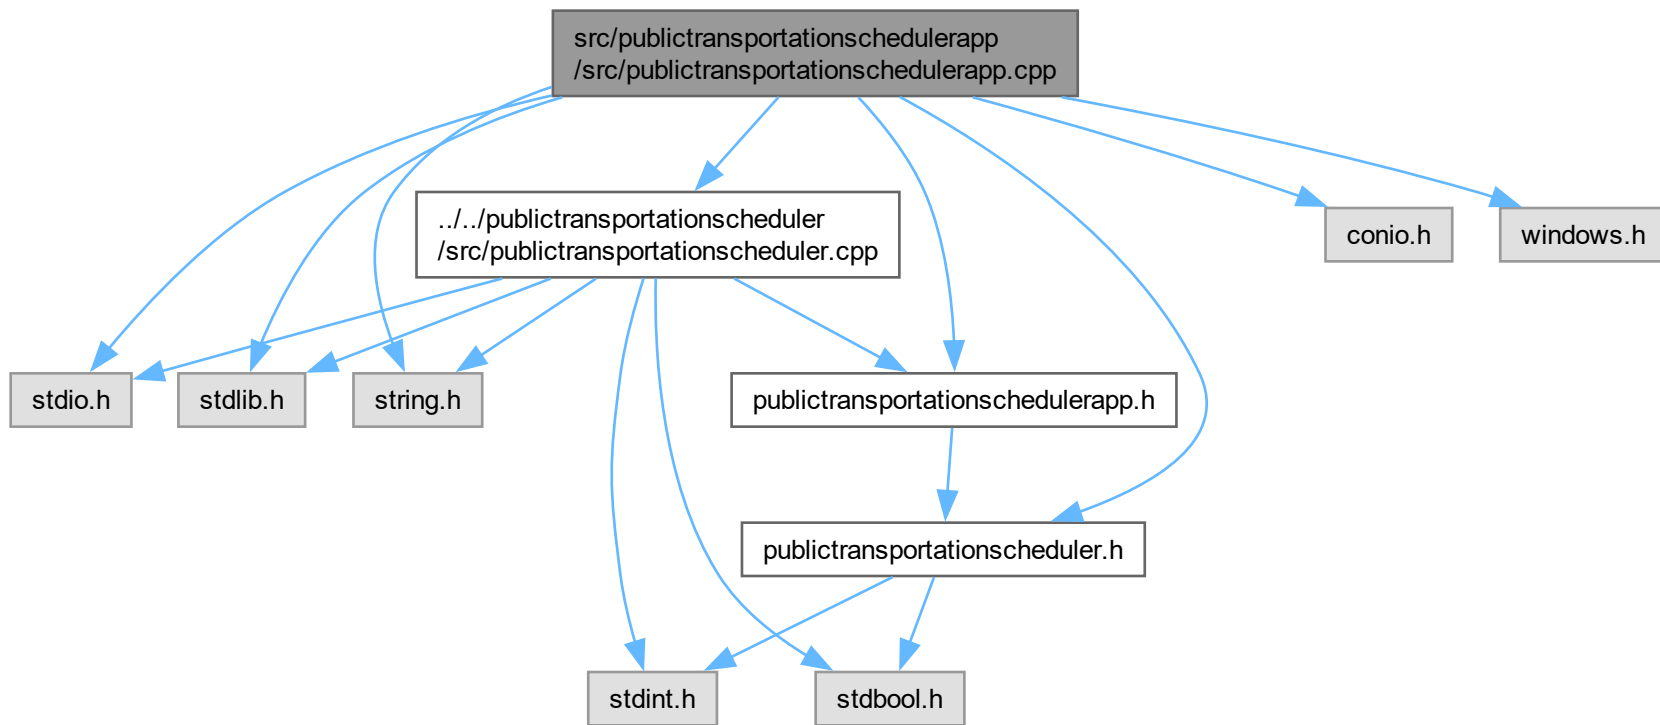 src/publictransportationschedulerapp
/src/publictransportationschedulerapp.cpp
../../publictransportationscheduler
/src/publictransportationscheduler.cpp
conio.h
windows.h
stdio.h
stdlib.h
string.h
publictransportationschedulerapp.h
publictransportationscheduler.h
stdint.h
stdbool.h